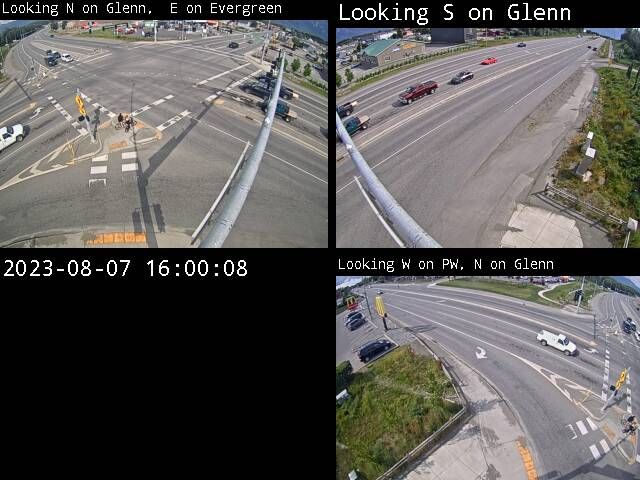 Looking N on Glenn, E on Evergreen
Looking S on Glenn
2023-08-07 16:00:08
Looking W on PW, N on Glenn